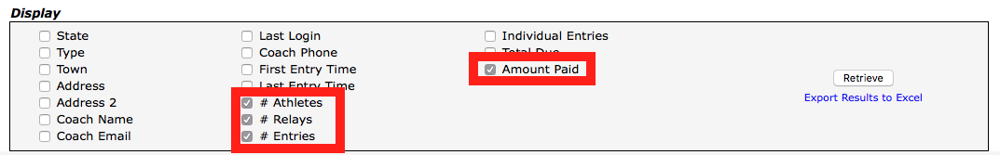 Display
State
Type
Town
Address
Address 2
Coach Name
Coach Email
Last Login
Coach Phone
First Entry Time
Last Entry Time
# Athletes
# Relays
# Entries
Individual Entries
Total Due
Amount Paid
Retrieve
Export Results to Excel